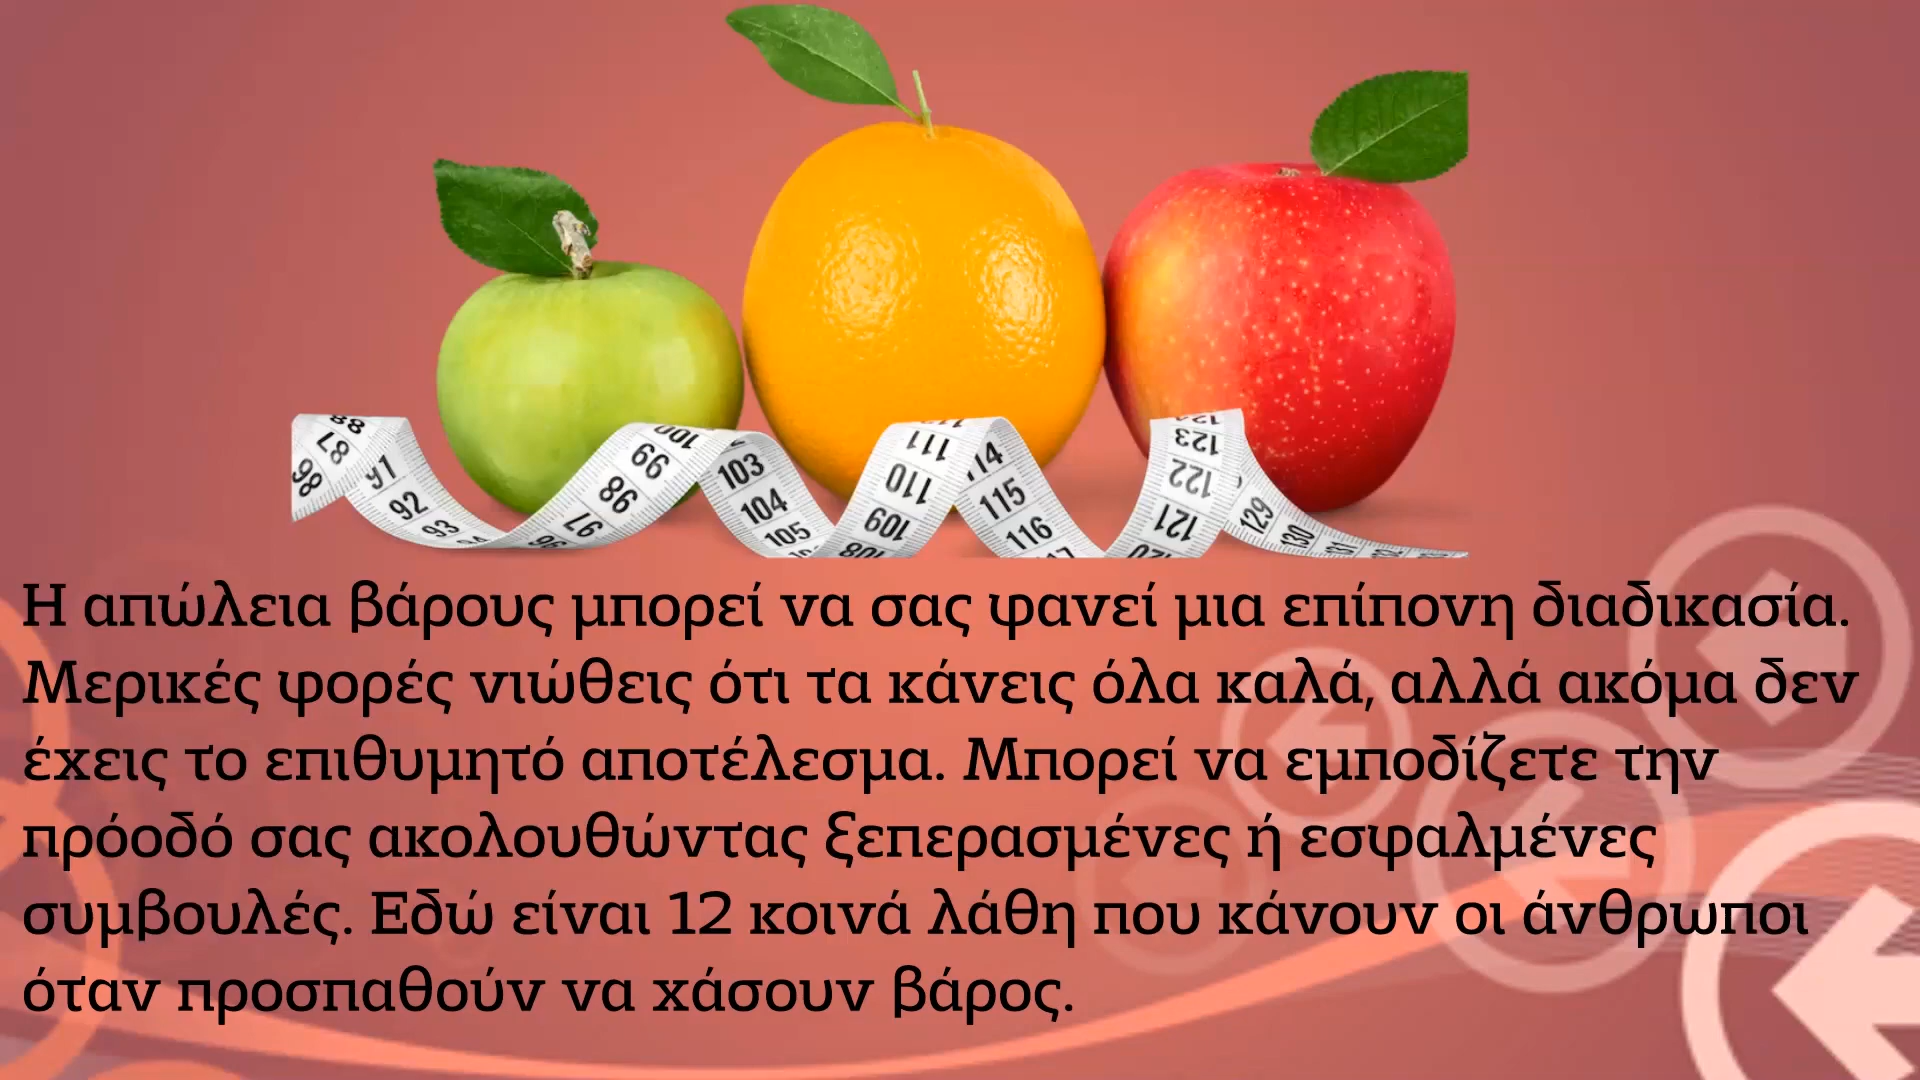 Η απώλεια βάρους μπορεί να σας φανεί μια επίπονη διαδικασία.
Μερικές φορές νιώθεις ότι τα κάνεις όλα καλά, αλλά ακόμα δεν
έχεις το επιθυμητό αποτέλεσμα. Μπορεί να εμποδίζετε την
πρόοδό σας ακολουθώντας ξεπερασμένες ή εσφαλμένες
συμβουλές. Εδώ είναι 12 κοινά λάθη που κάνουν οι άνθρωποι
όταν προσπαθούν να χάσουν βάρος.